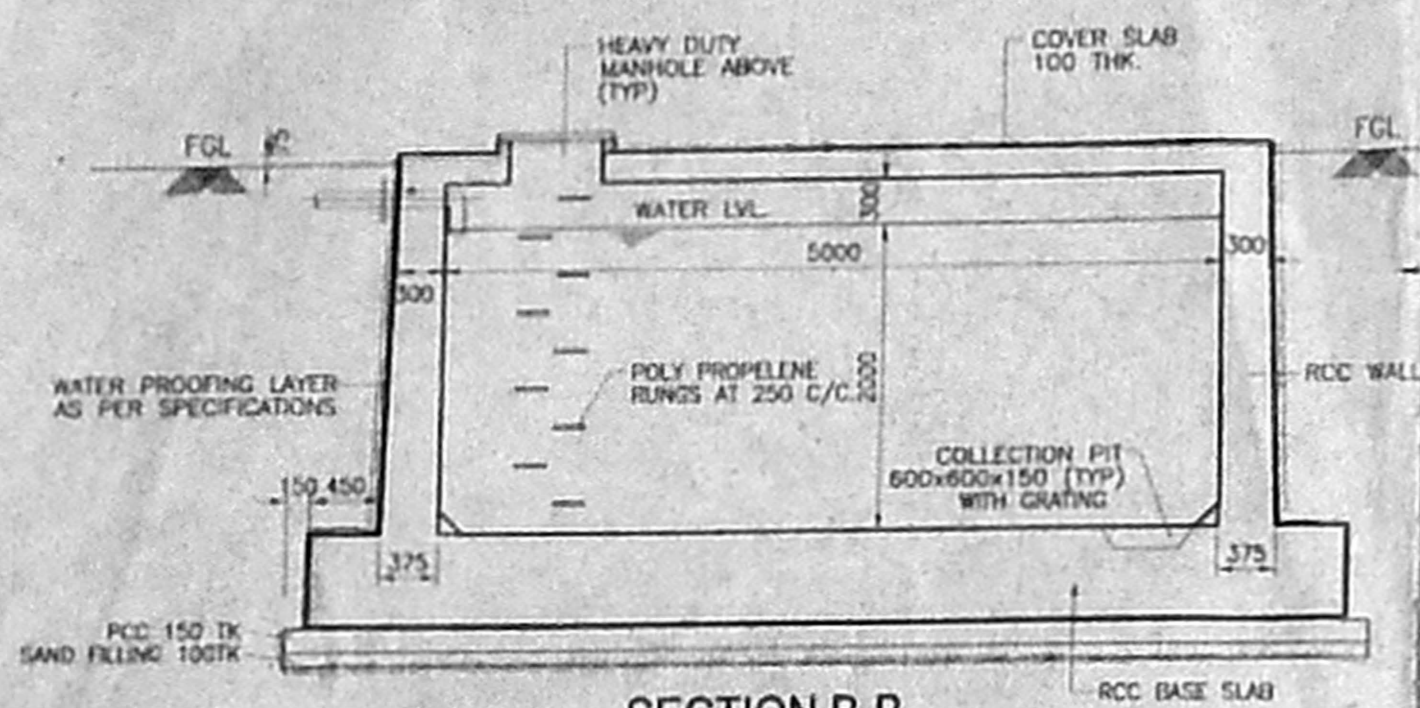 HEAVY DUTY
MANHOLE ABOVE
(TYP)
COVER SLAB
100 THK.
FGL
FGL
WATER LVL.
300
5000
300
300
WATER PROOFING LAYER
AS PER SPECIFICATIONS
POLY PROPELENE
RUNGS AT 250 C/C.
RCC WALL
COLLECTION PIT
600x600x150 (TYP)
WITH GRATING
150 450
375
375
PCC 150 TK
SAND FILLING 100TK
RCC BASE SLAB
SECTION B-B